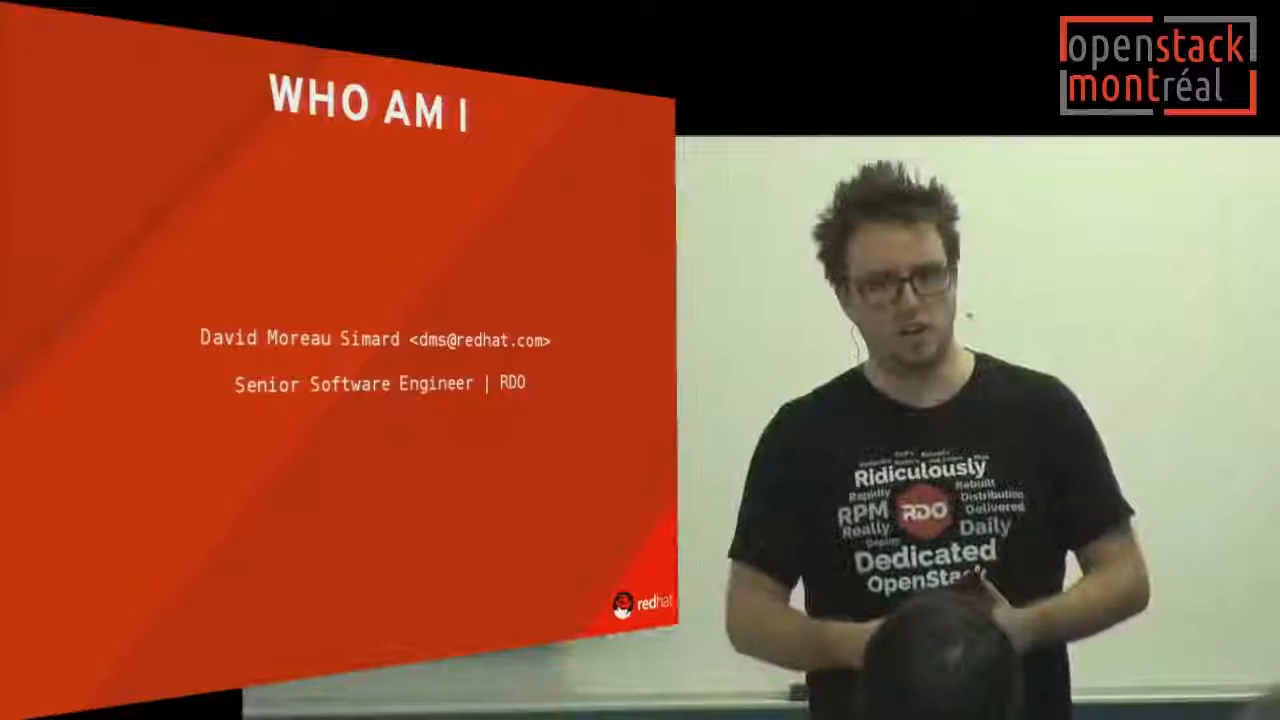 WHO AM I
David Moreau Simard <dms@redhat.com>
Senior Software Engineer | RDO
redhat
openstack
montréal
Ridiculously
Rapidly
Rebuilt
Distribution
RPM
RDO
Delivered
Really
Daily
Deploy
Dedicated
OpenStack